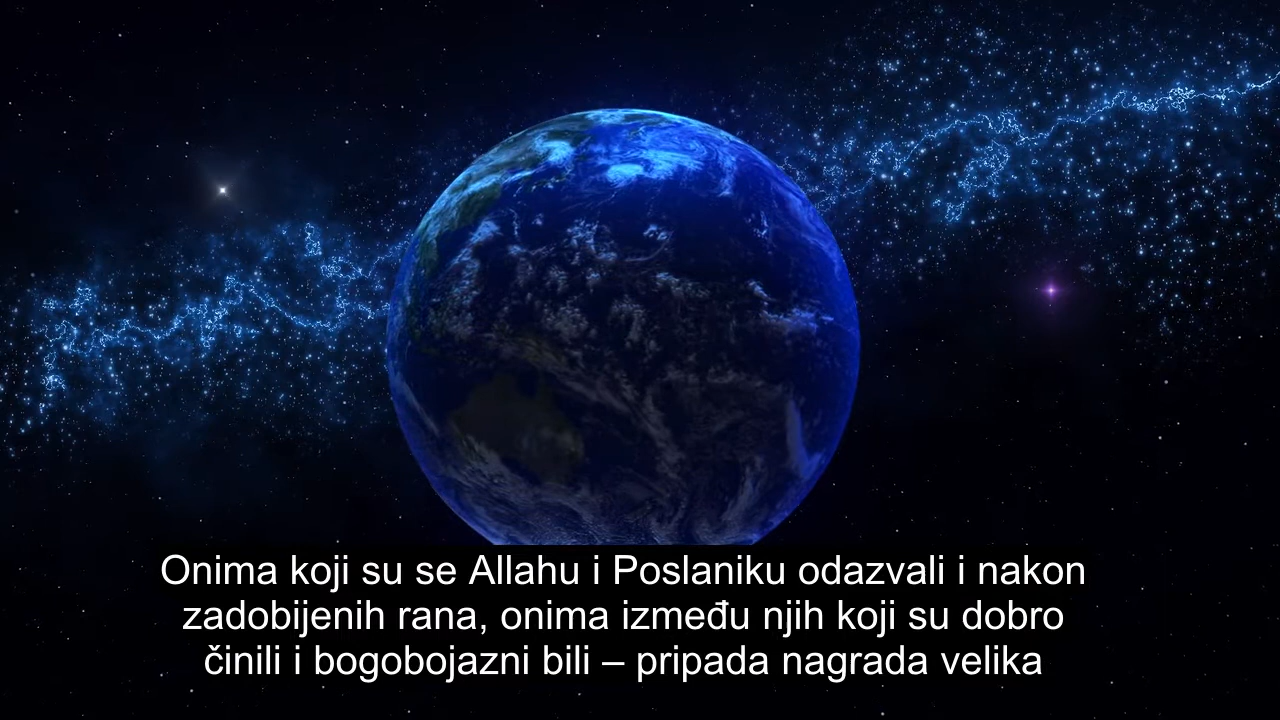 Onima koji su se Allahu i Poslaniku odazvali i nakon
zadobijenih rana, onima između njih koji su dobro
činili i bogobojazni bili – pripada nagrada velika